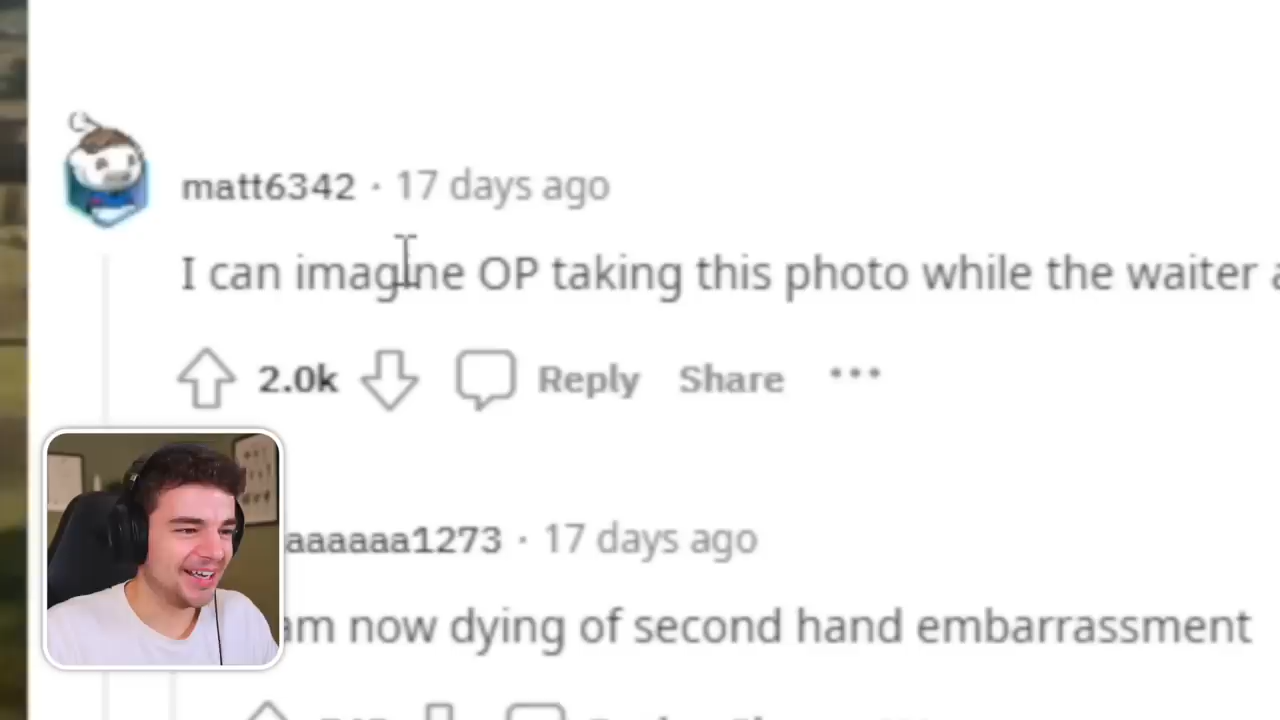 matt6342 · 17 days ago
I can imagine OP taking this photo while the waiter
2.0k Reply Share ...
aaaaaa1273 · 17 days ago
am now dying of second hand embarrassment